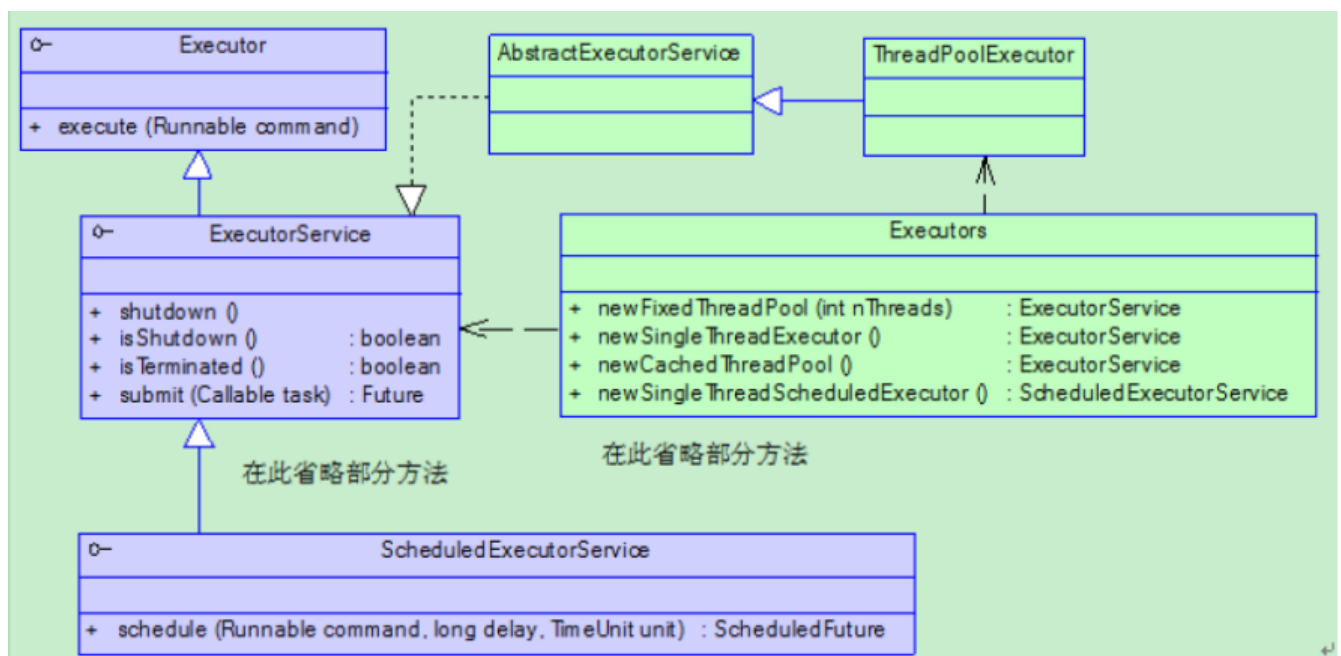 Executor
+ execute (Runnable command)
AbstractExecutorService
ThreadPoolExecutor
ExecutorService
+ shutdown ()
+ isShutdown () : boolean
+ isTerminated () : boolean
+ submit (Callable task) : Future
在此省略部分方法
Executors
+ newFixedThreadPool (int nThreads) : ExecutorService
+ newSingleThreadExecutor () : ExecutorService
+ newCachedThreadPool () : ExecutorService
+ newSingleThreadScheduledExecutor () : ScheduledExecutorService
在此省略部分方法
ScheduledExecutorService
+ schedule (Runnable command, long delay, TimeUnit unit) : ScheduledFuture